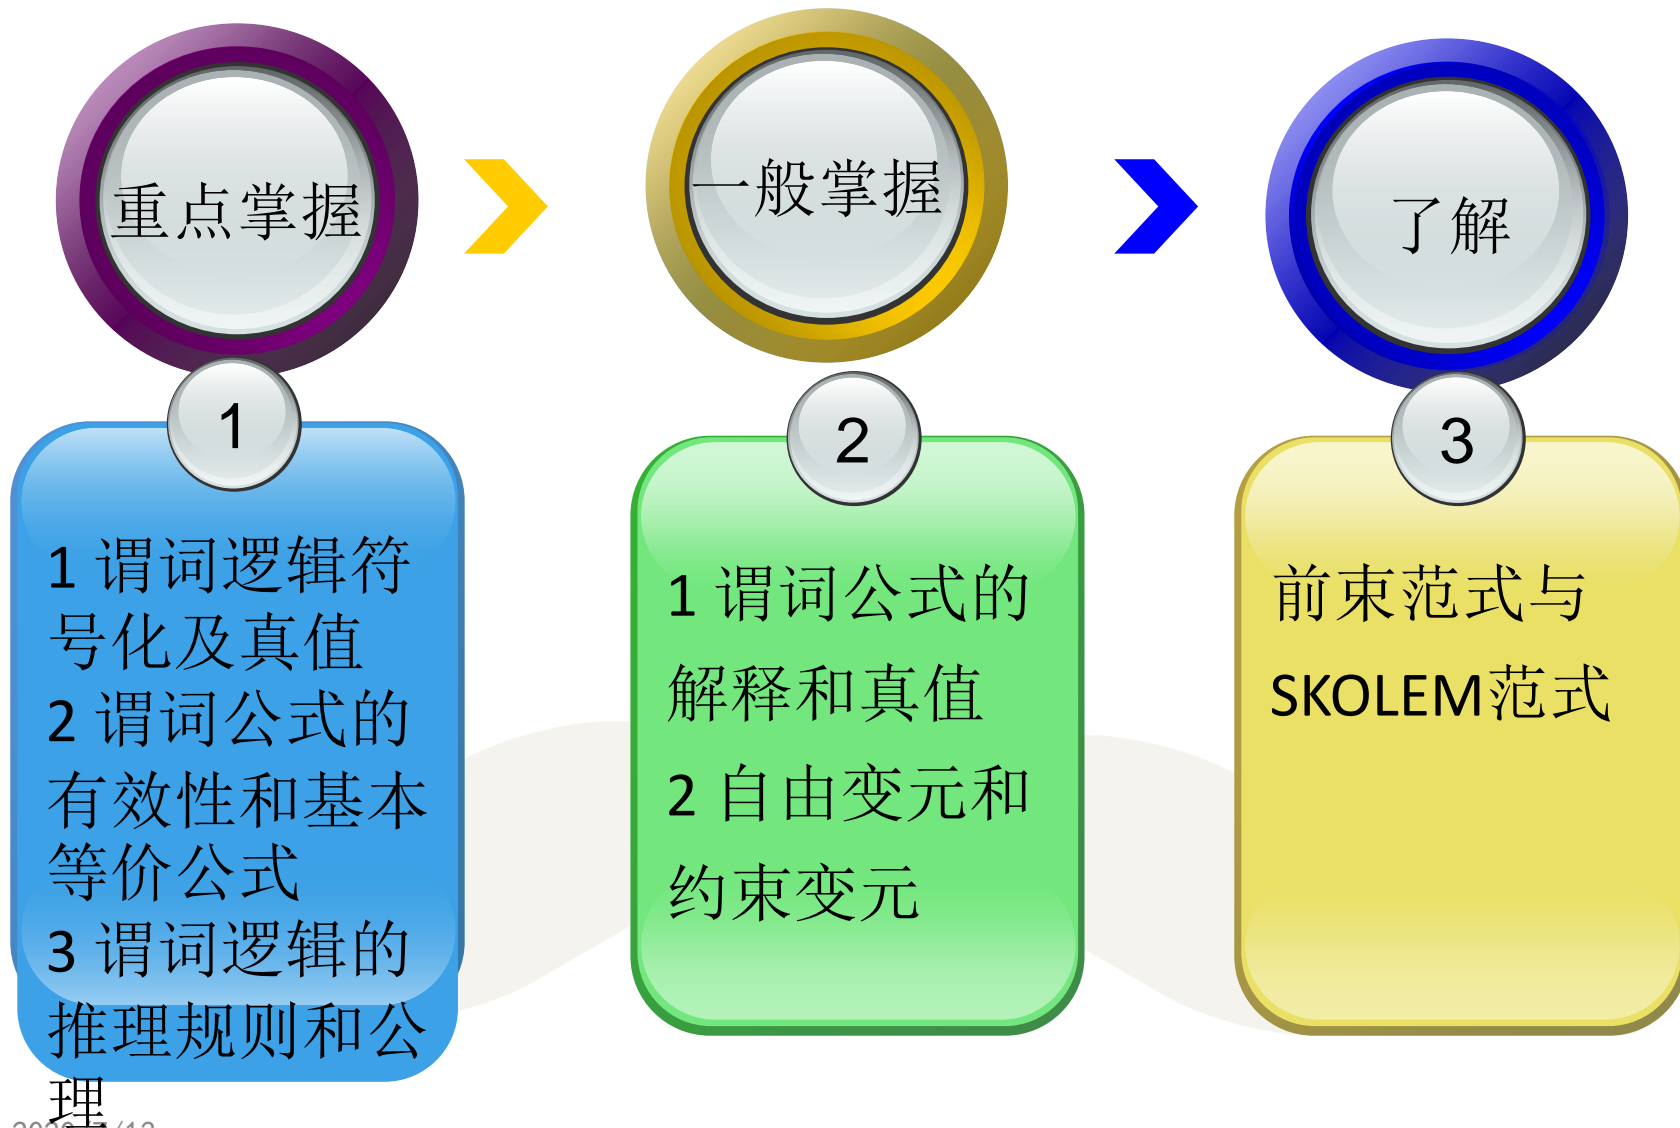 重点掌握
一般掌握
了解
1
2
3
1 谓词逻辑符
号化及真值
2 谓词公式的
有效性和基本
等价公式
3 谓词逻辑的
推理规则和公
理
1 谓词公式的
解释和真值
2 自由变元和
约束变元
前束范式与
SKOLEM范式